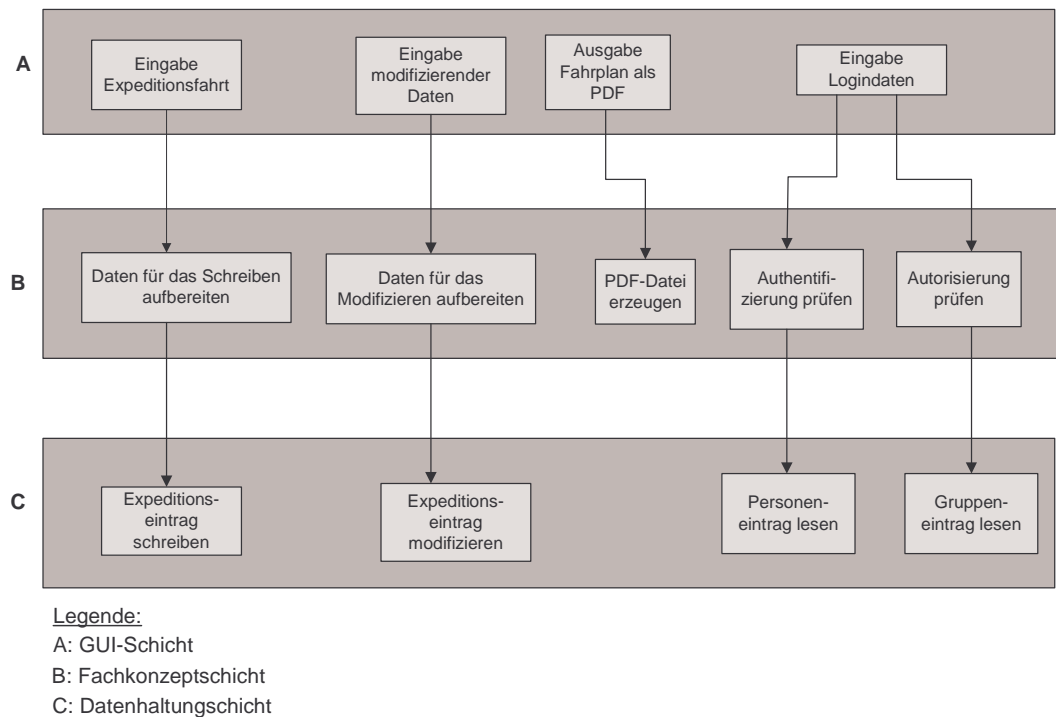 A
Eingabe
Expeditionsfahrt
Eingabe
modifizierender
Daten
Ausgabe
Fahrplan als
PDF
Eingabe
Logindaten
B
Daten für das Schreiben
aufbereiten
Daten für das
Modifizieren aufbereiten
PDF-Datei
erzeugen
Authentifi-
zierung prüfen
Autorisierung
prüfen
C
Expeditions-
eintrag
schreiben
Expeditions-
eintrag
modifizieren
Personen-
eintrag lesen
Gruppen-
eintrag lesen
Legende:
A: GUI-Schicht
B: Fachkonzeptschicht
C: Datenhaltungschicht